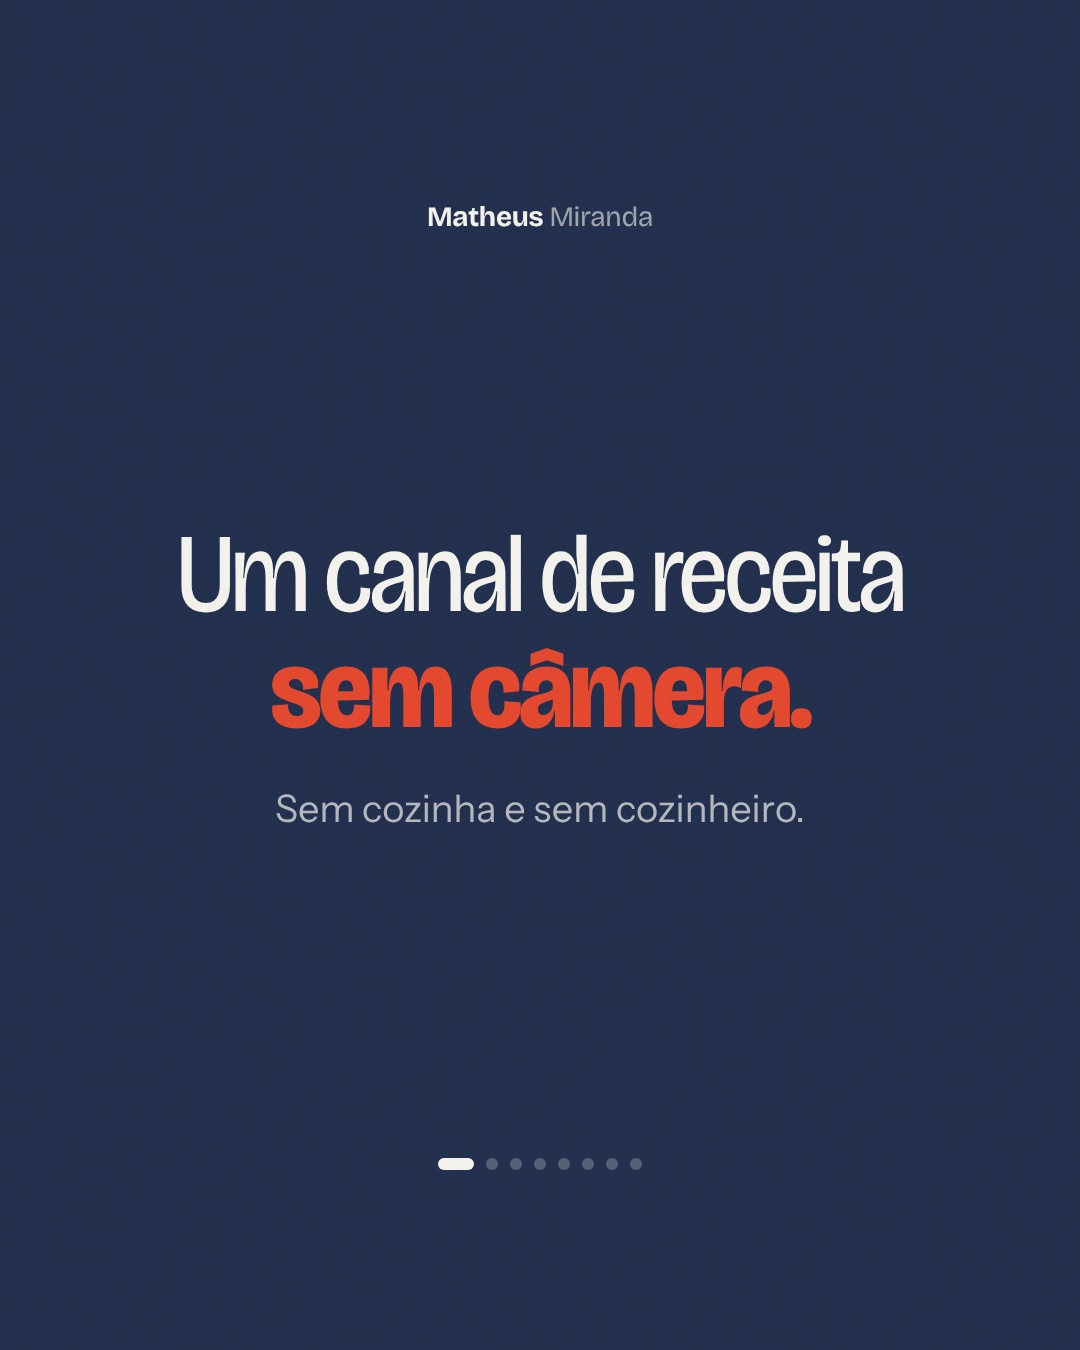 Matheus Miranda
Um canal de receita
sem câmera.
Sem cozinha e sem cozinheiro.